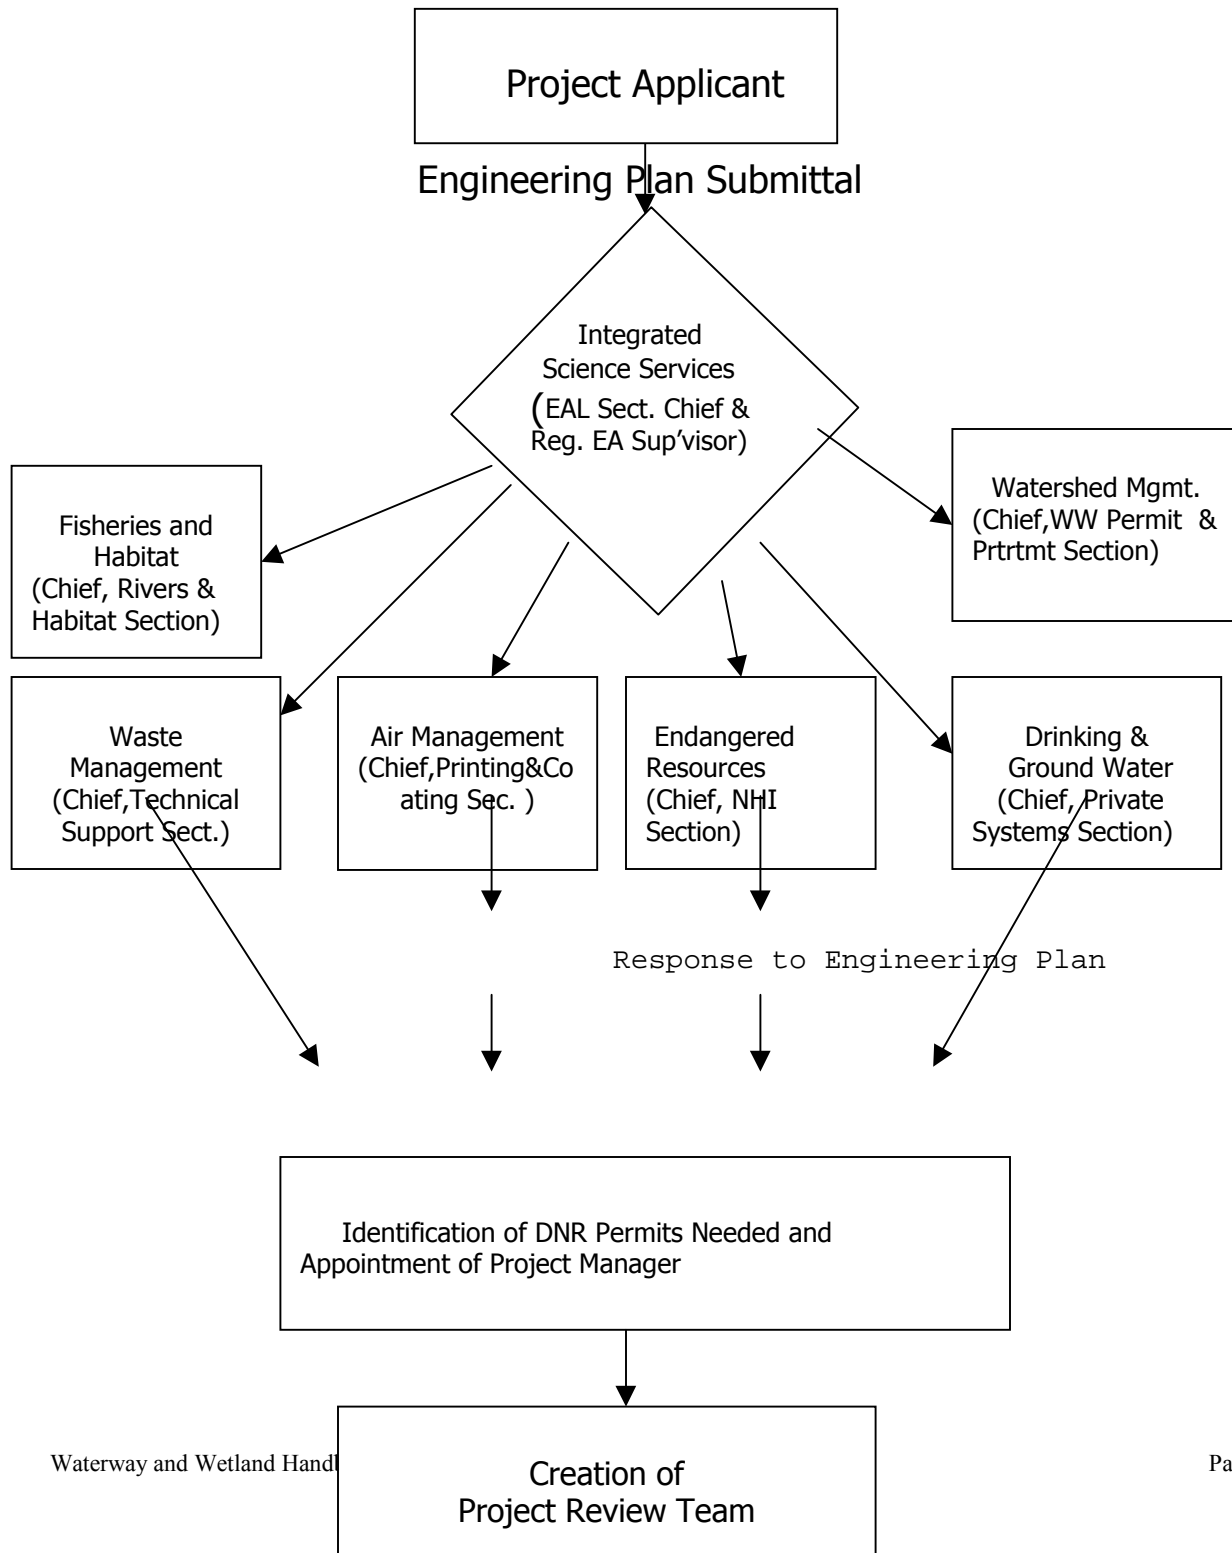 Project Applicant
Engineering Plan Submittal
Integrated
Science Services
(EAL Sect. Chief &
Reg. EA Sup’visor)
Watershed Mgmt.
(Chief,WW Permit &
Prtrtmt Section)
Fisheries and
Habitat
(Chief, Rivers &
Habitat Section)
Waste
Management
(Chief,Technical
Support Sect.)
Air Management
(Chief,Printing&Co
ating Sec. )
Endangered
Resources
(Chief, NHI
Section)
Drinking &
Ground Water
(Chief, Private
Systems Section)
Response to Engineering Plan
Identification of DNR Permits Needed and
Appointment of Project Manager
Waterway and Wetland
Creation of
Project Review Team